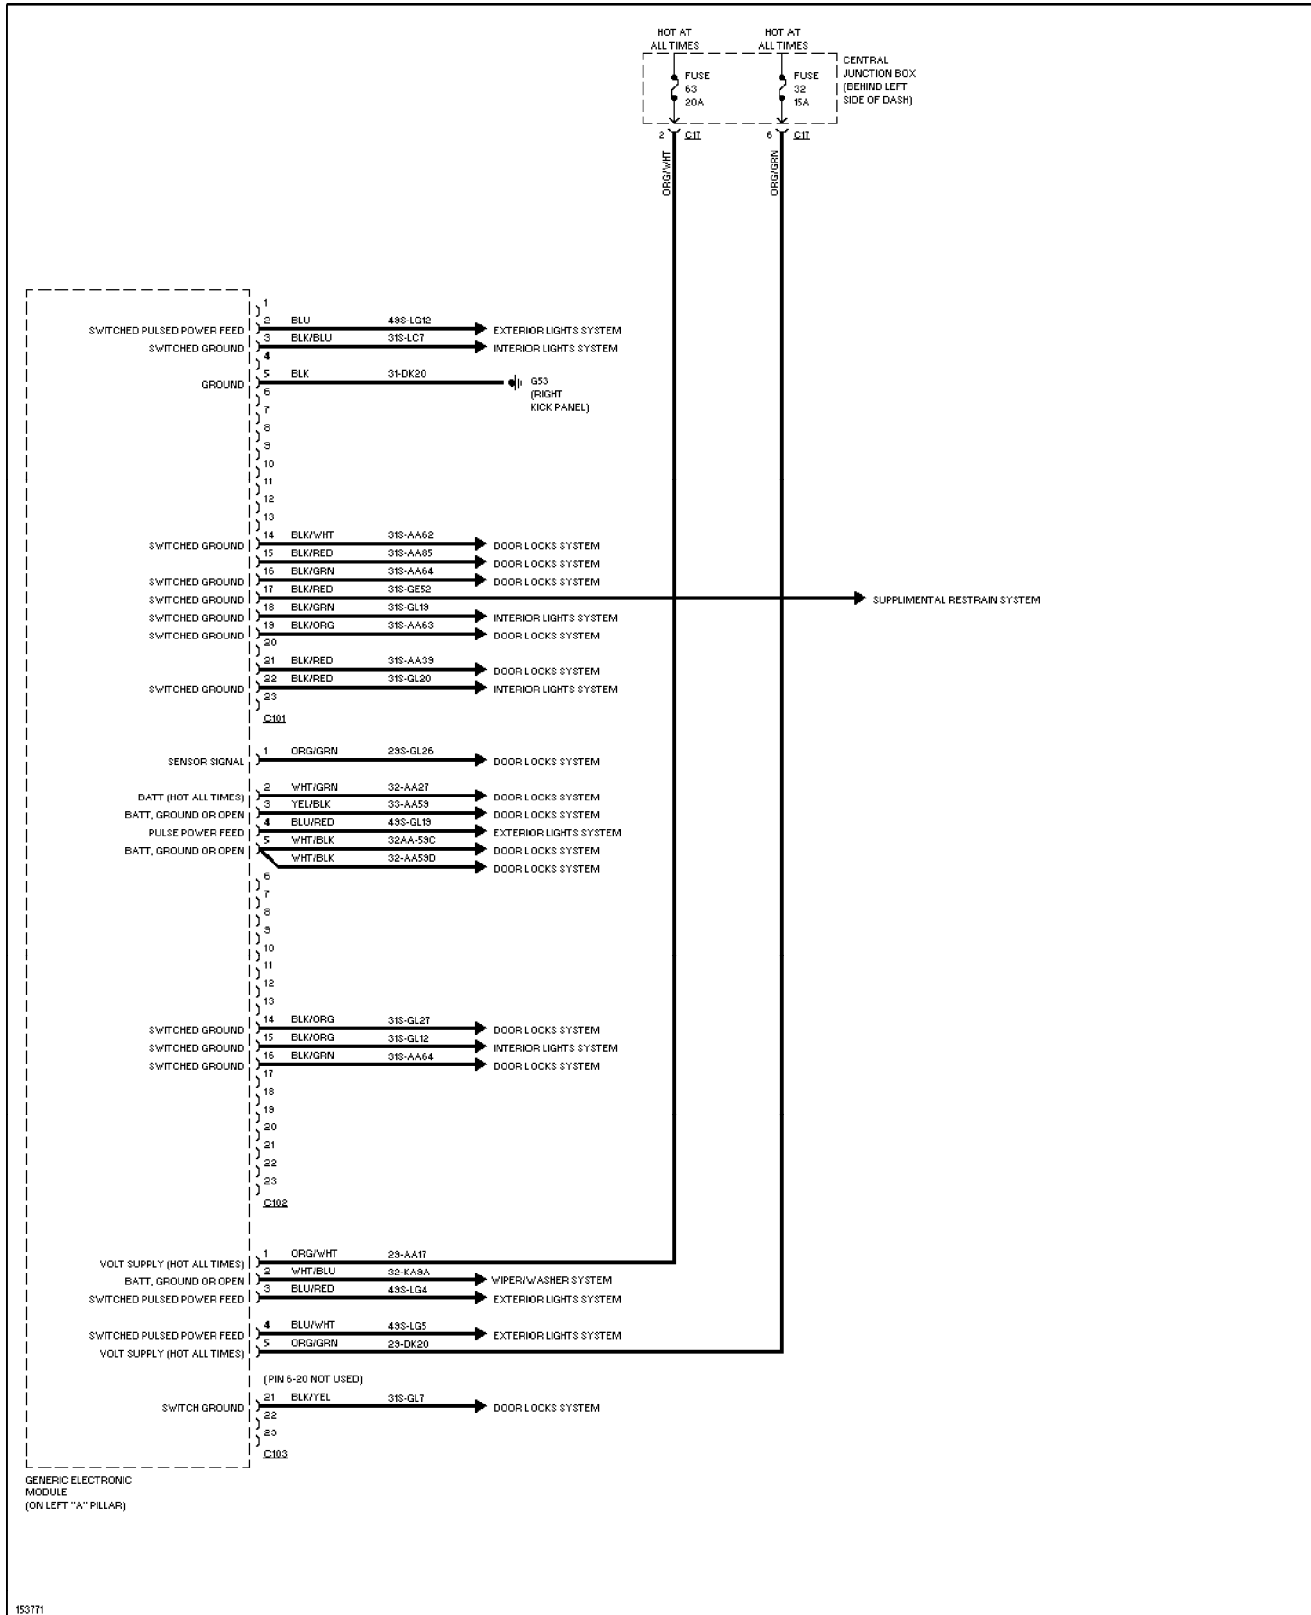 HOT AT
ALL TIMES
HOT AT
ALL TIMES
FUSE
63
20A
FUSE
32
15A
CENTRAL
JUNCTION BOX
(BEHIND LEFT
SIDE OF DASH)
2 C17
6 C17
ORG/WHT
ORG/GRN
1
SWITCHED PULSED POWER FEED 2 BLU 49S-LG12 EXTERIOR LIGHTS SYSTEM
SWITCHED GROUND 3 BLK/BLU 31S-LC7 INTERIOR LIGHTS SYSTEM
4
GROUND 5 BLK 31-DK20 G53
(RIGHT
KICK PANEL)
6
7
8
9
10
11
12
13
SWITCHED GROUND 14 BLK/WHT 31S-AA62 DOOR LOCKS SYSTEM
15 BLK/RED 31S-AA85 DOOR LOCKS SYSTEM
SWITCHED GROUND 16 BLK/GRN 31S-AA64 DOOR LOCKS SYSTEM
SWITCHED GROUND 17 BLK/RED 31S-GE52 SUPPLIMENTAL RESTRAIN SYSTEM
SWITCHED GROUND 18 BLK/GRN 31S-GL19 INTERIOR LIGHTS SYSTEM
SWITCHED GROUND 19 BLK/ORG 31S-AA63 DOOR LOCKS SYSTEM
20
21 BLK/RED 31S-AA39 DOOR LOCKS SYSTEM
SWITCHED GROUND 22 BLK/RED 31S-GL20 INTERIOR LIGHTS SYSTEM
23
C101
SENSOR SIGNAL 1 ORG/GRN 29S-GL26 DOOR LOCKS SYSTEM
BATT (HOT ALL TIMES) 2 WHT/GRN 32-AA27 DOOR LOCKS SYSTEM
BATT, GROUND OR OPEN 3 YEL/BLK 33-AA59 DOOR LOCKS SYSTEM
PULSE POWER FEED 4 BLU/RED 49S-GL19 EXTERIOR LIGHTS SYSTEM
BATT, GROUND OR OPEN 5 WHT/BLK 32AA-59C DOOR LOCKS SYSTEM
WHT/BLK 32-AA59D DOOR LOCKS SYSTEM
6
7
8
9
10
11
12
13
SWITCHED GROUND 14 BLK/ORG 31S-GL27 DOOR LOCKS SYSTEM
SWITCHED GROUND 15 BLK/ORG 31S-GL12 INTERIOR LIGHTS SYSTEM
SWITCHED GROUND 16 BLK/GRN 31S-AA64 DOOR LOCKS SYSTEM
17
18
19
20
21
22
23
C102
VOLT SUPPLY (HOT ALL TIMES) 1 ORG/WHT 29-AA17
BATT, GROUND OR OPEN 2 WHT/BLU 32-KA9A WIPER/WASHER SYSTEM
SWITCHED PULSED POWER FEED 3 BLU/RED 49S-LG4 EXTERIOR LIGHTS SYSTEM
SWITCHED PULSED POWER FEED 4 BLU/WHT 49S-LG5 EXTERIOR LIGHTS SYSTEM
VOLT SUPPLY (HOT ALL TIMES) 5 ORG/GRN 29-DK20
(PIN 6-20 NOT USED)
SWITCH GROUND 21 BLK/YEL 31S-GL7 DOOR LOCKS SYSTEM
22
23
C103
GENERIC ELECTRONIC
MODULE
(ON LEFT "A" PILLAR)
153771